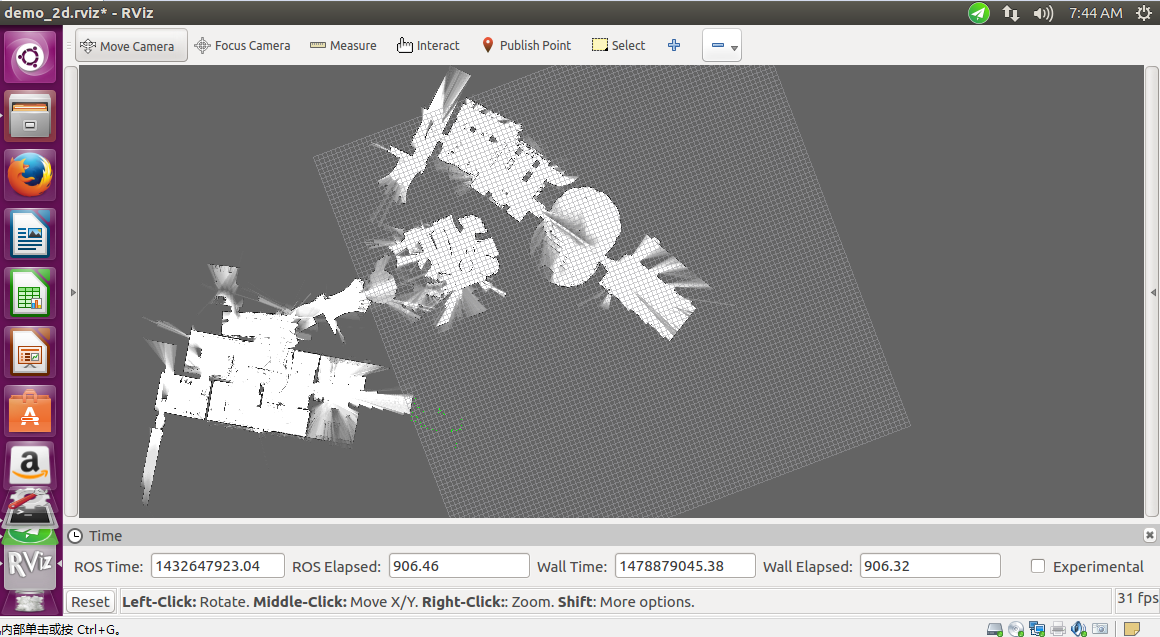 demo_2d.rviz* - RViz
7:44 AM
Move Camera Focus Camera Measure Interact Publish Point Select
a
RViz
Time
ROS Time: 1432647923.04 ROS Elapsed: 906.46 Wall Time: 1478879045.38 Wall Elapsed: 906.32 Experimental
Reset Left-Click: Rotate. Middle-Click: Move X/Y. Right-Click:: Zoom. Shift: More options. 31 fps
内部单击或按 Ctrl+G。